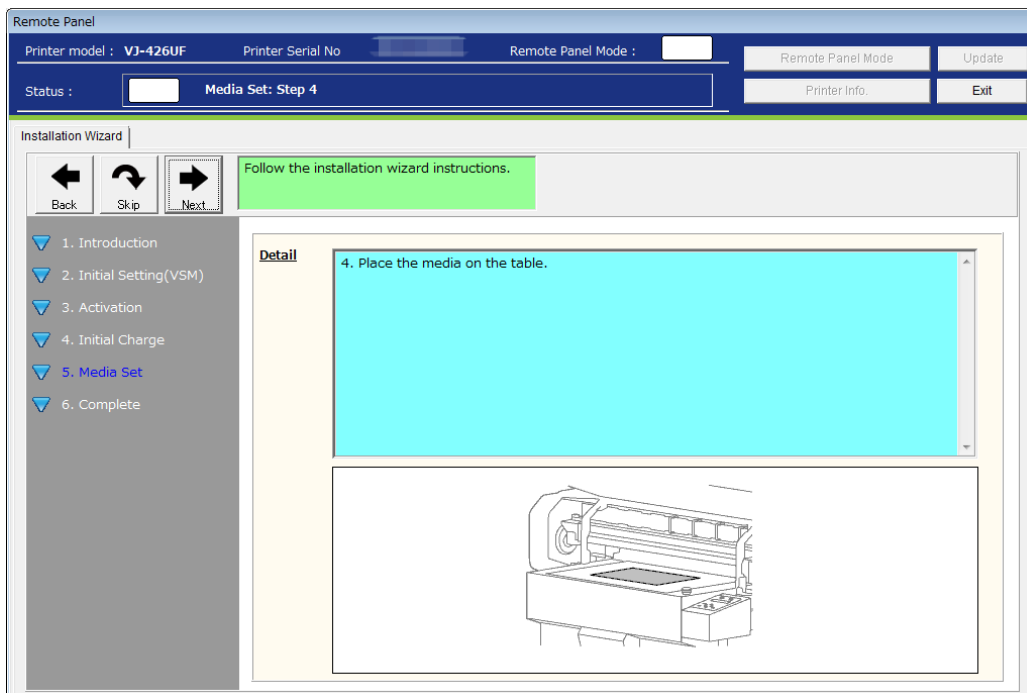 Remote Panel
Printer model : VJ-426UF Printer Serial No Remote Panel Mode : Remote Panel Mode Update
Status : Media Set: Step 4 Printer Info. Exit
Installation Wizard
Back Skip Next
Follow the installation wizard instructions.
1. Introduction
2. Initial Setting(VSM)
3. Activation
4. Initial Charge
5. Media Set
6. Complete
Detail
4. Place the media on the table.